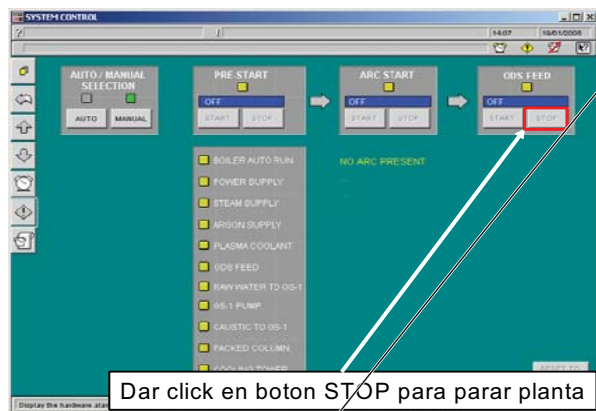 SYSTEM CONTROL
14:07
AUTO / MANUAL
SELECTION
AUTO
MANUAL
PRE-START
OFF
START
STOP
ARC START
OFF
START
STOP
ODS FEED
OFF
START
STOP
BOILER AUTO RUN
POWER SUPPLY
STEAM SUPPLY
ARGON SUPPLY
PLASMA COOLANT
ODS FEED
RAW WATER TO GS-1
GS-1 PUMP
CAUSTIC TO GS-1
PACKED COLUMN
COOLING TOWER
NO ARC PRESENT
RESET TO
Dar click en boton STOP para parar planta
Display the hardware